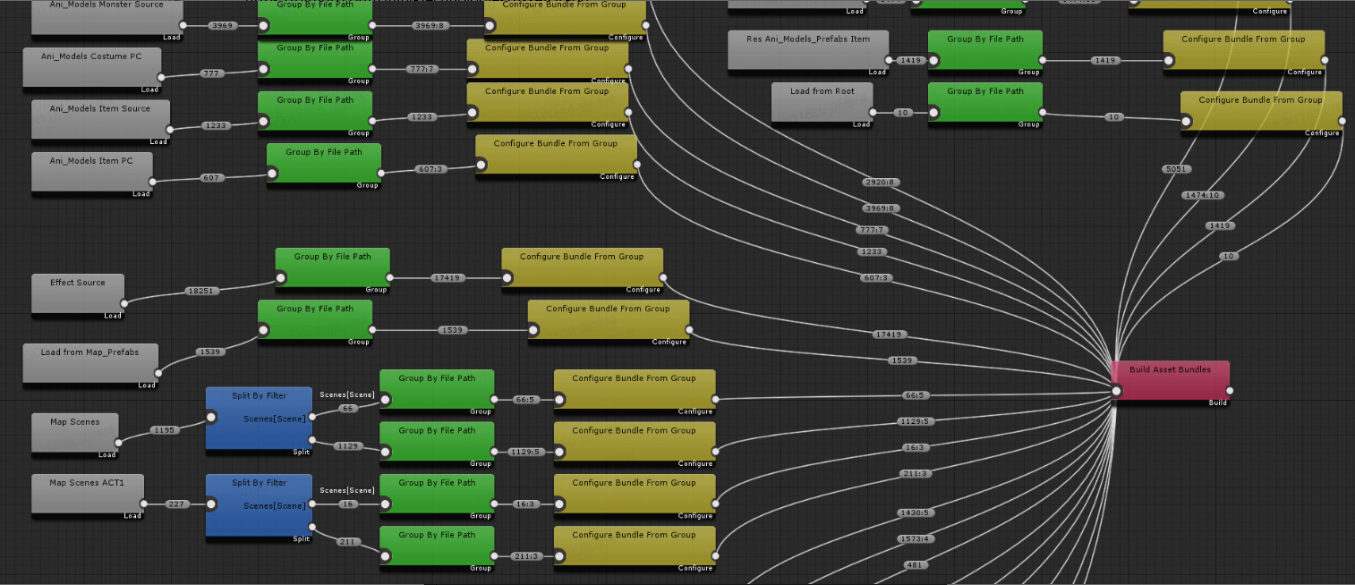 Ani_Models Monster Source
Load
3969
Group By File Path
Group
3969:8
Configure Bundle From Group
Configure
Ani_Models Costume PC
Load
777
Group By File Path
Group
777:7
Configure Bundle From Group
Configure
Ani_Models Item Source
Load
1233
Group By File Path
Group
1233
Configure Bundle From Group
Configure
Ani_Models Item PC
Load
607
Group By File Path
Group
607:3
Configure Bundle From Group
Configure
Group
Configure
Res Ani_Models_Prefabs Item
Load
1419
Group By File Path
Group
1419
Configure Bundle From Group
Configure
Load from Root
Load
10
Group By File Path
Group
10
Configure Bundle From Group
Configure
2920:8
3969:8
777:7
1233
607:3
5051
1474:10
1419
10
Effect Source
Load
18251
Group By File Path
Group
17419
Configure Bundle From Group
Configure
17419
Load from Map_Prefabs
Load
1539
Group By File Path
Group
1539
Configure Bundle From Group
Configure
1539
Build Asset Bundles
Build
Map Scenes
Load
1195
Split By Filter
Scenes[Scene]
Split
Scenes[Scene]
66
Group By File Path
Group
66:5
Configure Bundle From Group
Configure
66:5
1129
Group By File Path
Group
1129:5
Configure Bundle From Group
Configure
1129:5
Map Scenes ACT1
Load
227
Split By Filter
Scenes[Scene]
Split
Scenes[Scene]
16
Group By File Path
Group
16:3
Configure Bundle From Group
Configure
16:3
211
Group By File Path
Group
211:3
Configure Bundle From Group
Configure
211:3
1430:5
1573:4
481